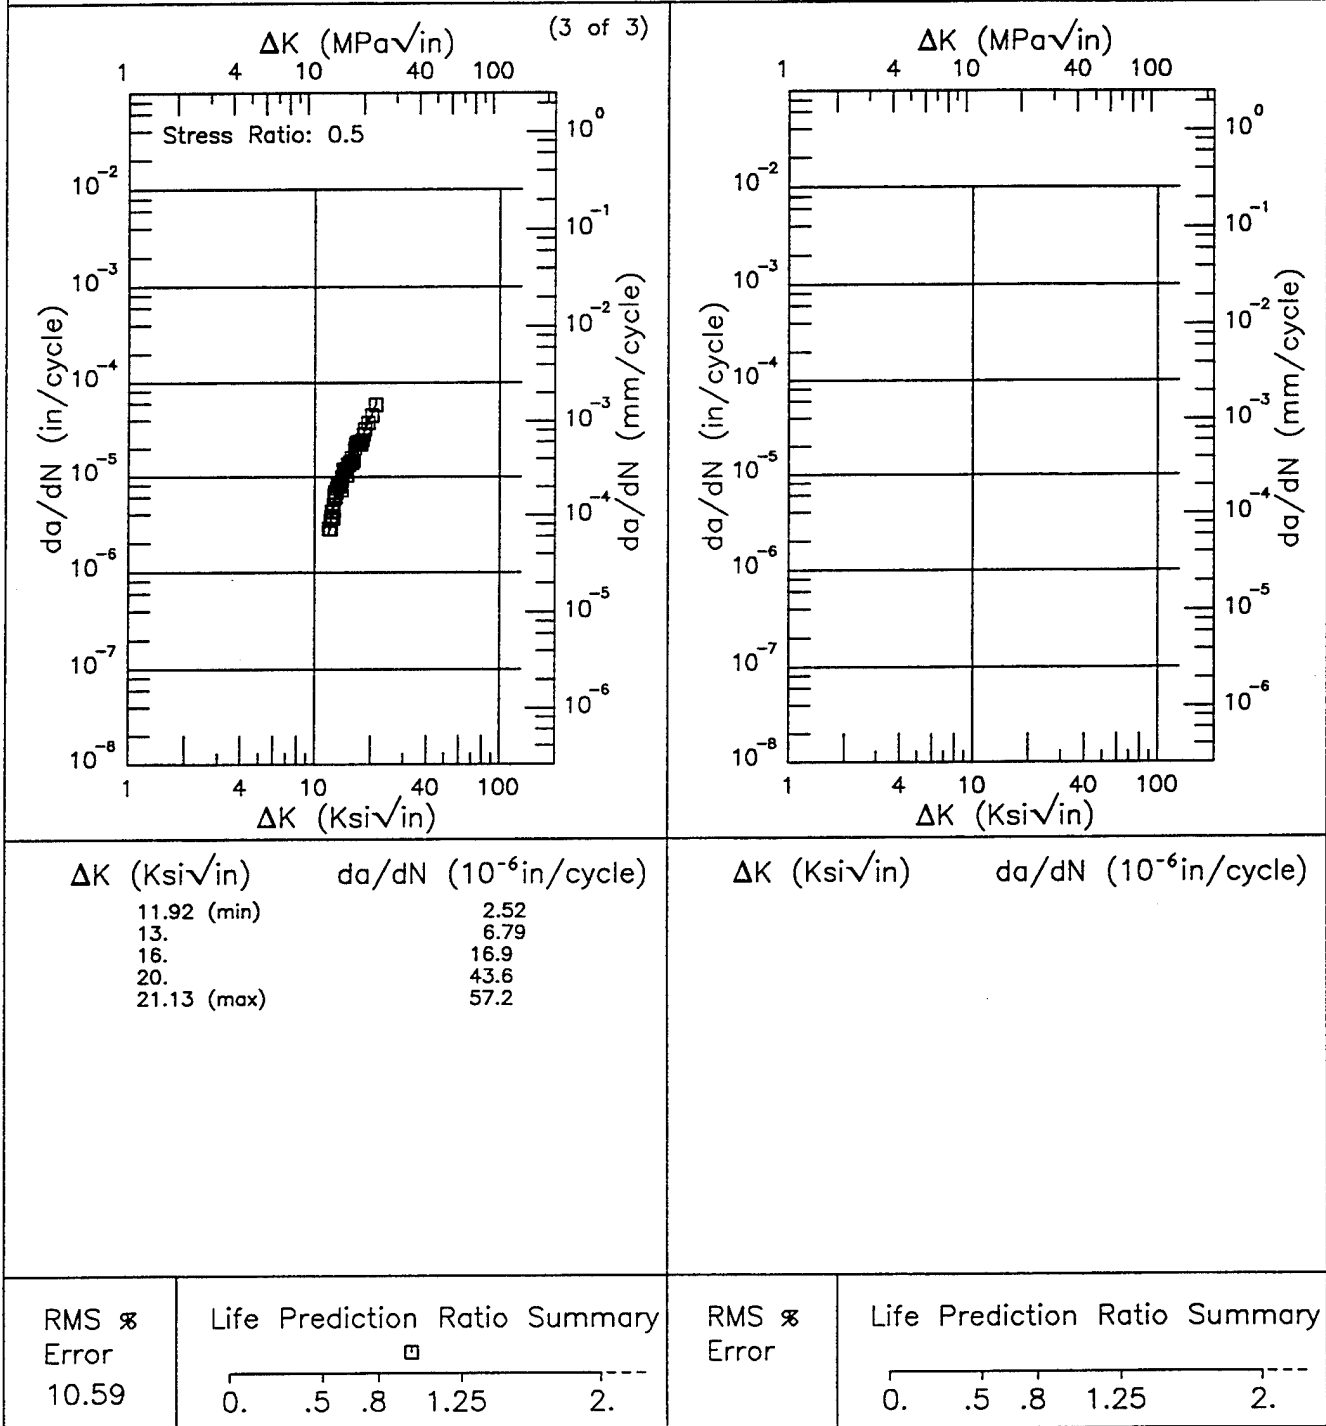 (3 of 3)
ΔK (MPa√in)
1 4 10 40 100
Stress Ratio: 0.5
da/dN (in/cycle)
10⁻²
10⁻³
10⁻⁴
10⁻⁵
10⁻⁶
10⁻⁷
10⁻⁸
10⁰
10⁻¹
10⁻²
10⁻³
10⁻⁴
10⁻⁵
10⁻⁶
da/dN (mm/cycle)
1 4 10 40 100
ΔK (Ksi√in)
ΔK (MPa√in)
1 4 10 40 100
da/dN (in/cycle)
10⁻²
10⁻³
10⁻⁴
10⁻⁵
10⁻⁶
10⁻⁷
10⁻⁸
10⁰
10⁻¹
10⁻²
10⁻³
10⁻⁴
10⁻⁵
10⁻⁶
da/dN (mm/cycle)
1 4 10 40 100
ΔK (Ksi√in)
ΔK (Ksi√in) da/dN (10⁻⁶in/cycle)
11.92 (min) 2.52
13. 6.79
16. 16.9
20. 43.6
21.13 (max) 57.2
ΔK (Ksi√in) da/dN (10⁻⁶in/cycle)
RMS %
Error
10.59
Life Prediction Ratio Summary
0. .5 .8 1.25 2.
RMS %
Error
Life Prediction Ratio Summary
0. .5 .8 1.25 2.